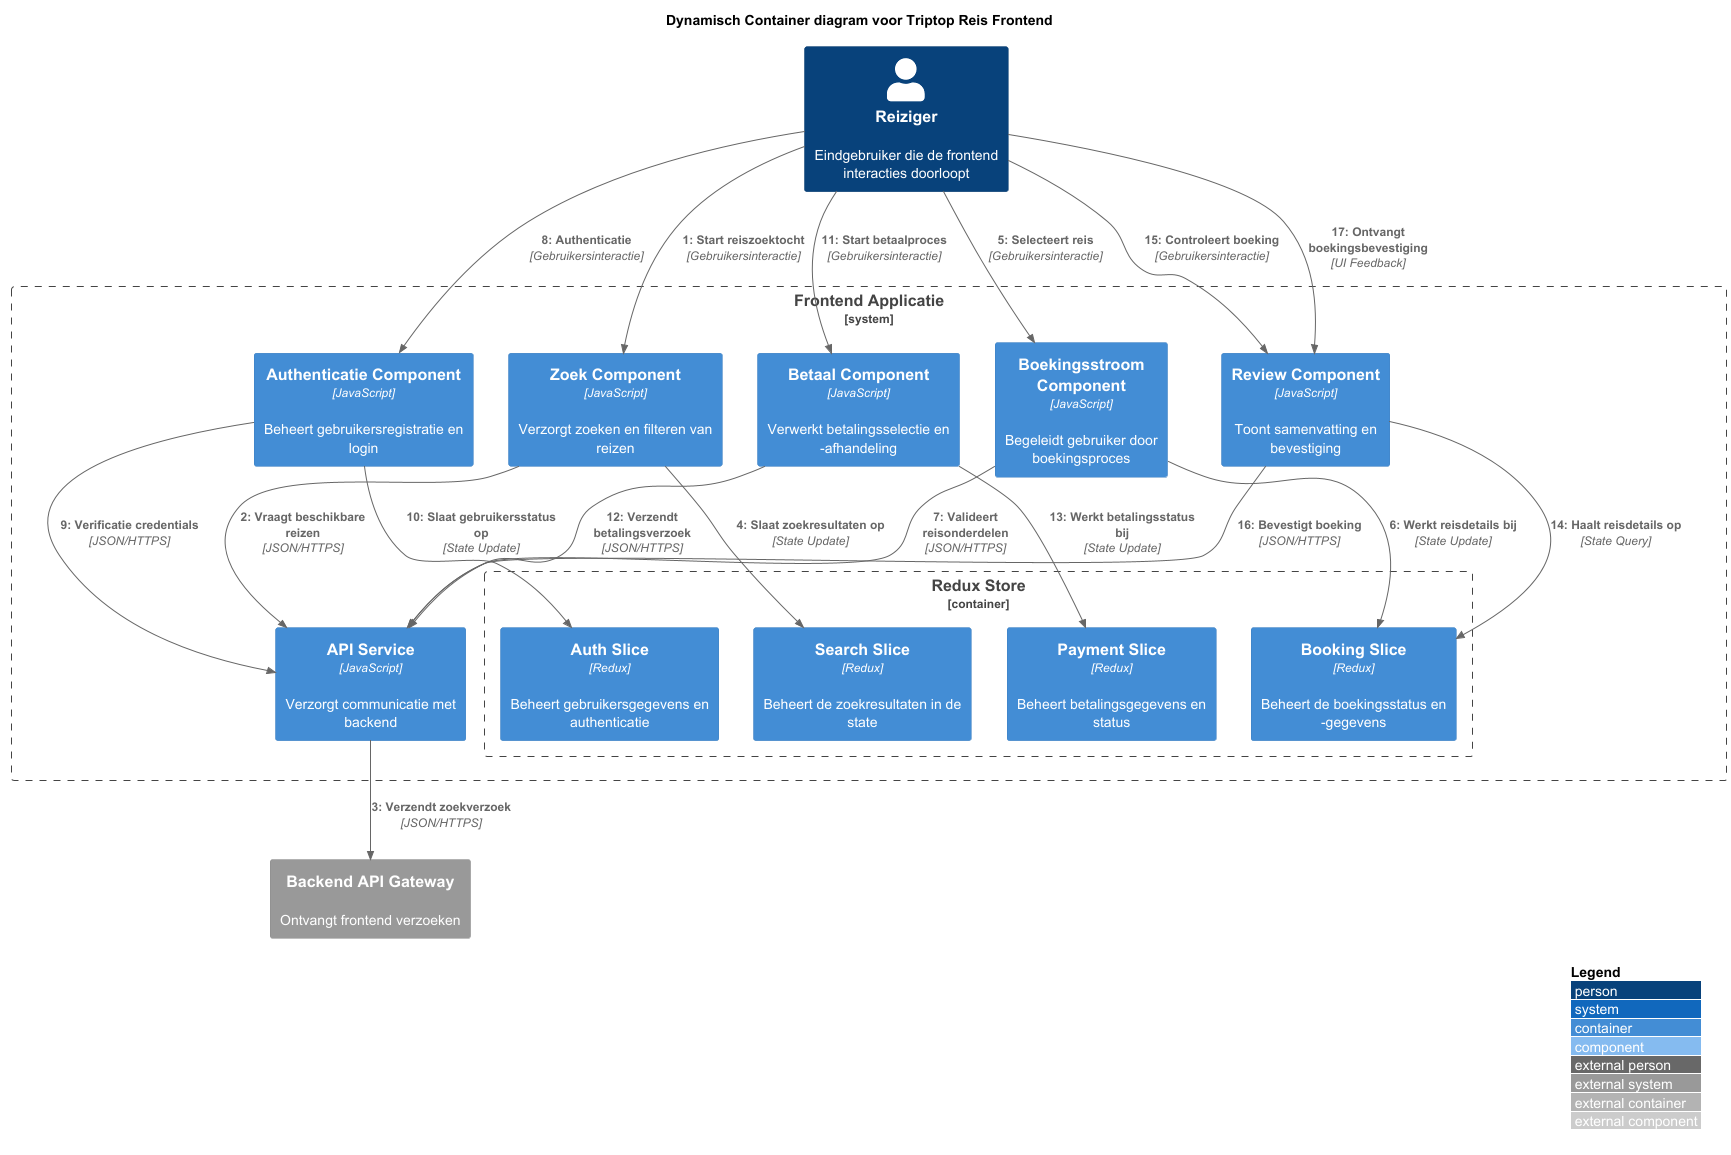 Dynamisch Container diagram voor Triptop Reis Frontend
Reiziger
Eindgebruiker die de frontend
interacties doorloopt
8: Authenticatie
[Gebruikersinteractie]
1: Start reiszoektocht
[Gebruikersinteractie]
11: Start betaalproces
[Gebruikersinteractie]
5: Selecteert reis
[Gebruikersinteractie]
15: Controleert boeking
[Gebruikersinteractie]
17: Ontvangt
boekingsbevestiging
[UI Feedback]
Frontend Applicatie
[system]
Authenticatie Component
[JavaScript]
Beheert gebruikersregistratie en
login
Zoek Component
[JavaScript]
Verzorgt zoeken en filteren van
reizen
Betaal Component
[JavaScript]
Verwerkt betalingsselectie en
-afhandeling
Boekingsstroom
Component
[JavaScript]
Begeleidt gebruiker door
boekingsproces
Review Component
[JavaScript]
Toont samenvatting en
bevestiging
9: Verificatie credentials
[JSON/HTTPS]
2: Vraagt beschikbare
reizen
[JSON/HTTPS]
10: Slaat gebruikersstatus
op
[State Update]
12: Verzendt
betalingsverzoek
[JSON/HTTPS]
4: Slaat zoekresultaten op
[State Update]
7: Valideert
reisonderdelen
[JSON/HTTPS]
13: Werkt betalingsstatus
bij
[State Update]
16: Bevestigt boeking
[JSON/HTTPS]
6: Werkt reisdetails bij
[State Update]
14: Haalt reisdetails op
[State Query]
Redux Store
[container]
API Service
[JavaScript]
Verzorgt communicatie met
backend
Auth Slice
[Redux]
Beheert gebruikersgegevens en
authenticatie
Search Slice
[Redux]
Beheert de zoekresultaten in de
state
Payment Slice
[Redux]
Beheert betalingsgegevens en
status
Booking Slice
[Redux]
Beheert de boekingsstatus en
-gegevens
3: Verzendt zoekverzoek
[JSON/HTTPS]
Backend API Gateway
Ontvangt frontend verzoeken
Legend
person
system
container
component
external person
external system
external container
external component